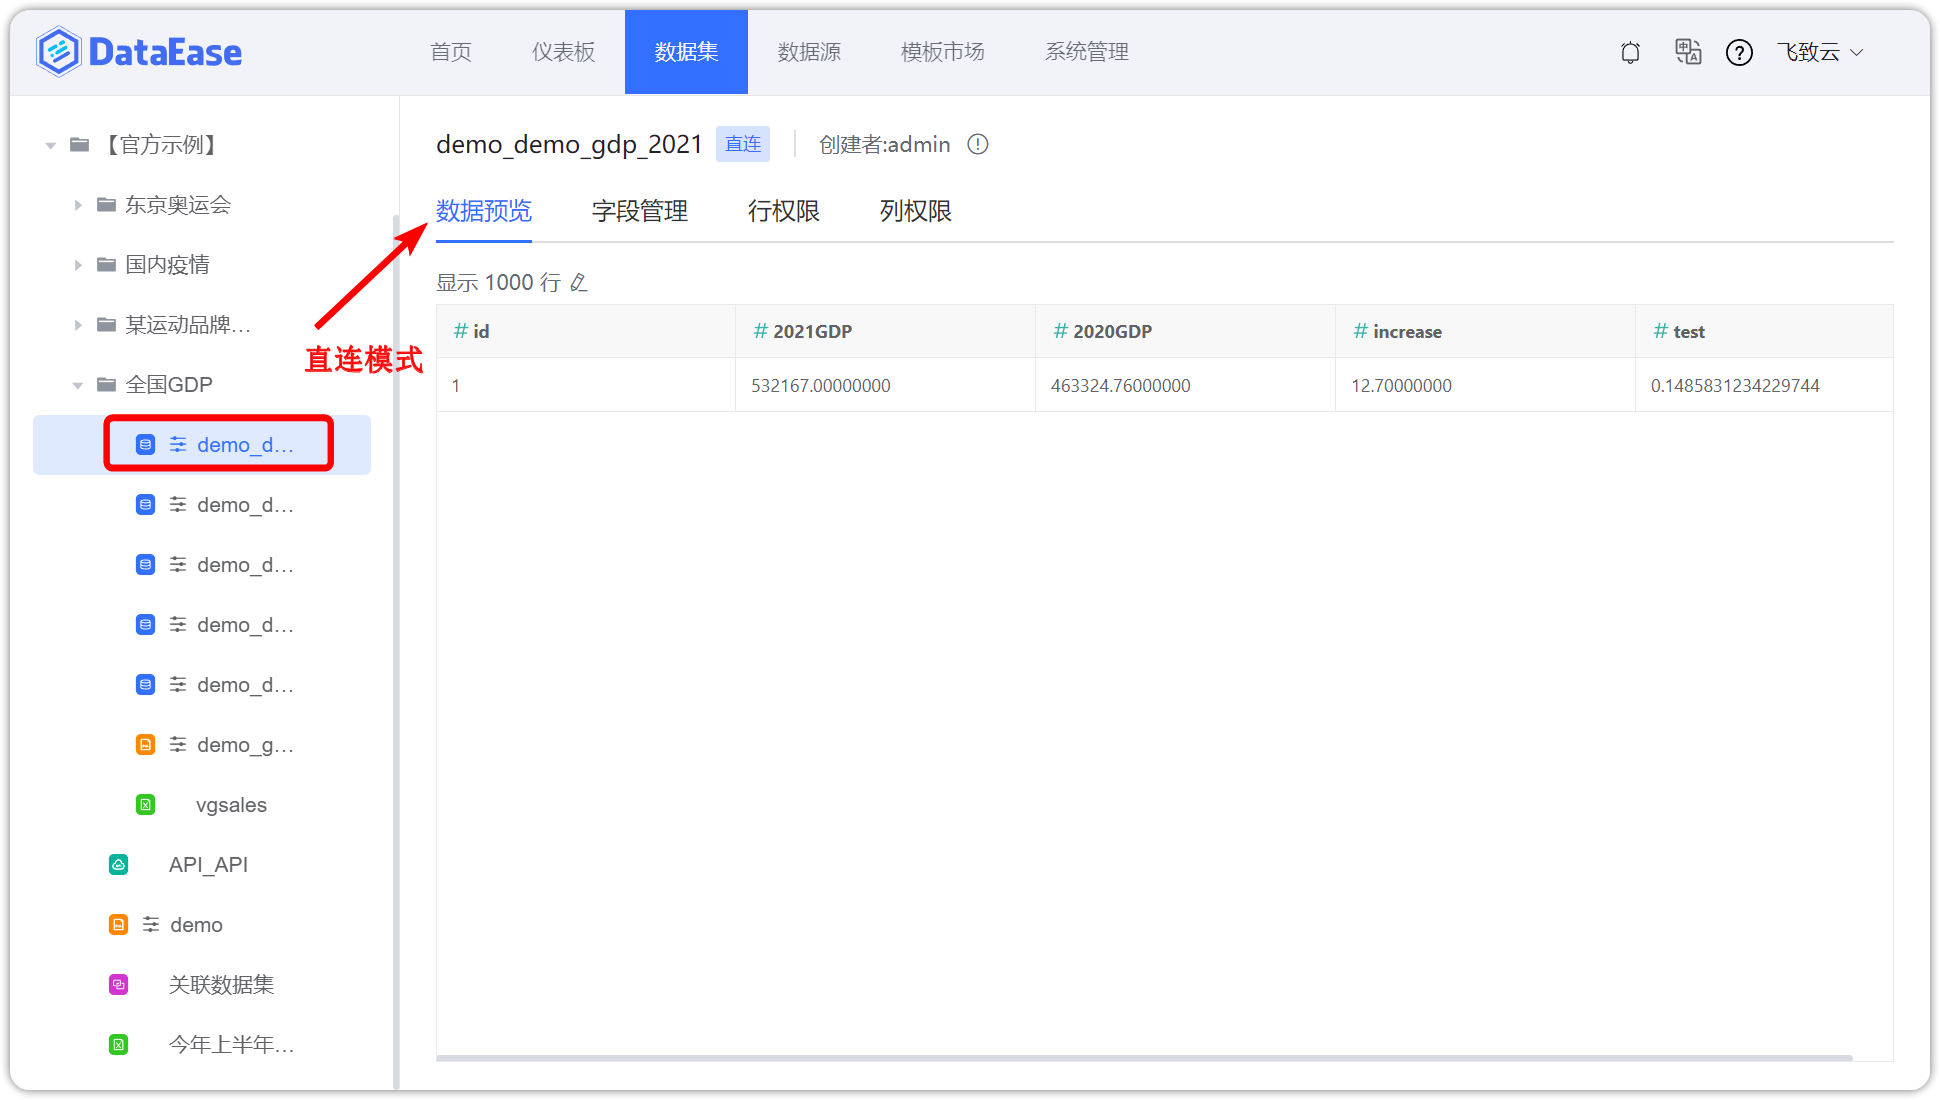 DataEase
首页 仪表板 数据集 数据源 模板市场 系统管理 飞致云
【官方示例】
东京奥运会
国内疫情
某运动品牌...
全国GDP
demo_d...
demo_d...
demo_d...
demo_d...
demo_d...
demo_g...
vgsales
API_API
demo
关联数据集
今年上半年...
直连模式
demo_demo_gdp_2021 直连 创建者:admin
数据预览 字段管理 行权限 列权限
显示 1000 行
# id # 2021GDP # 2020GDP # increase # test
1 532167.00000000 463324.76000000 12.70000000 0.1485831234229744